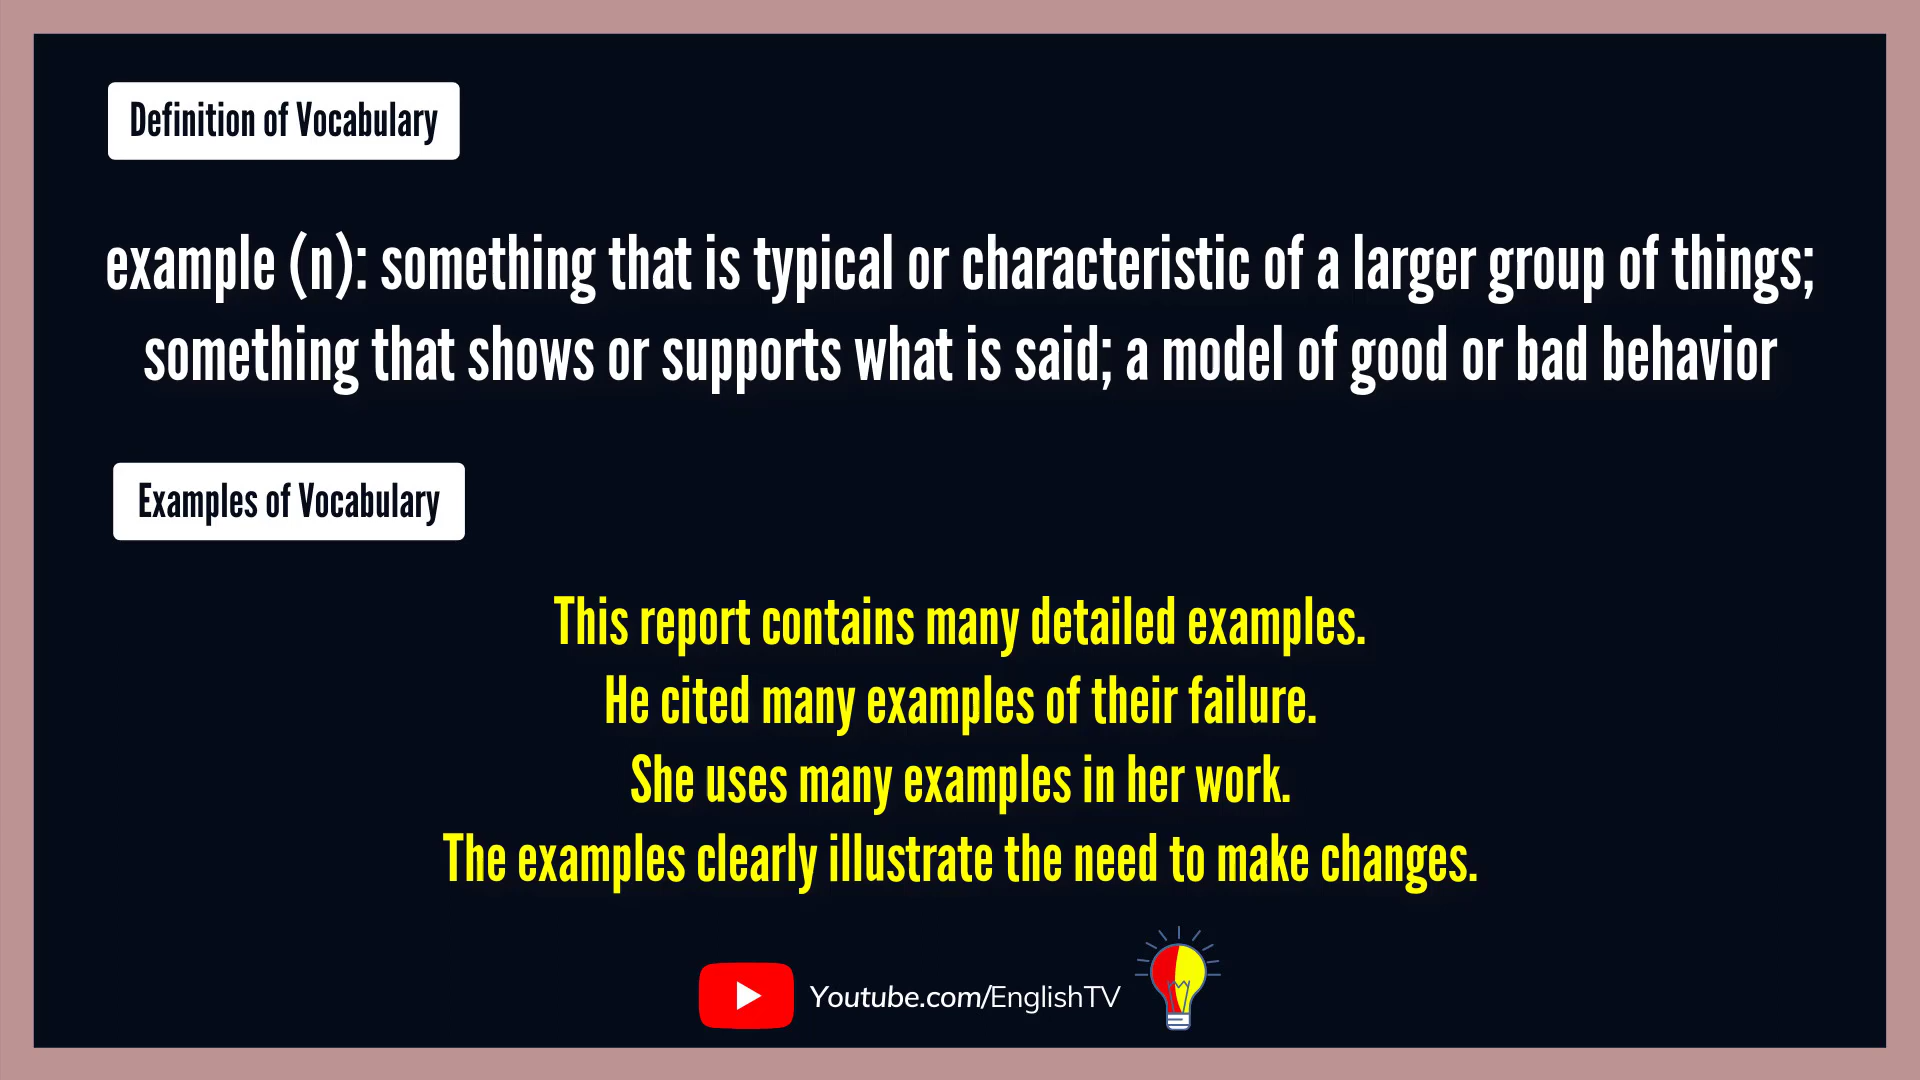 Definition of Vocabulary
example (n): something that is typical or characteristic of a larger group of things;
something that shows or supports what is said; a model of good or bad behavior
Examples of Vocabulary
This report contains many detailed examples.
He cited many examples of their failure.
She uses many examples in her work.
The examples clearly illustrate the need to make changes.
Youtube.com/EnglishTV